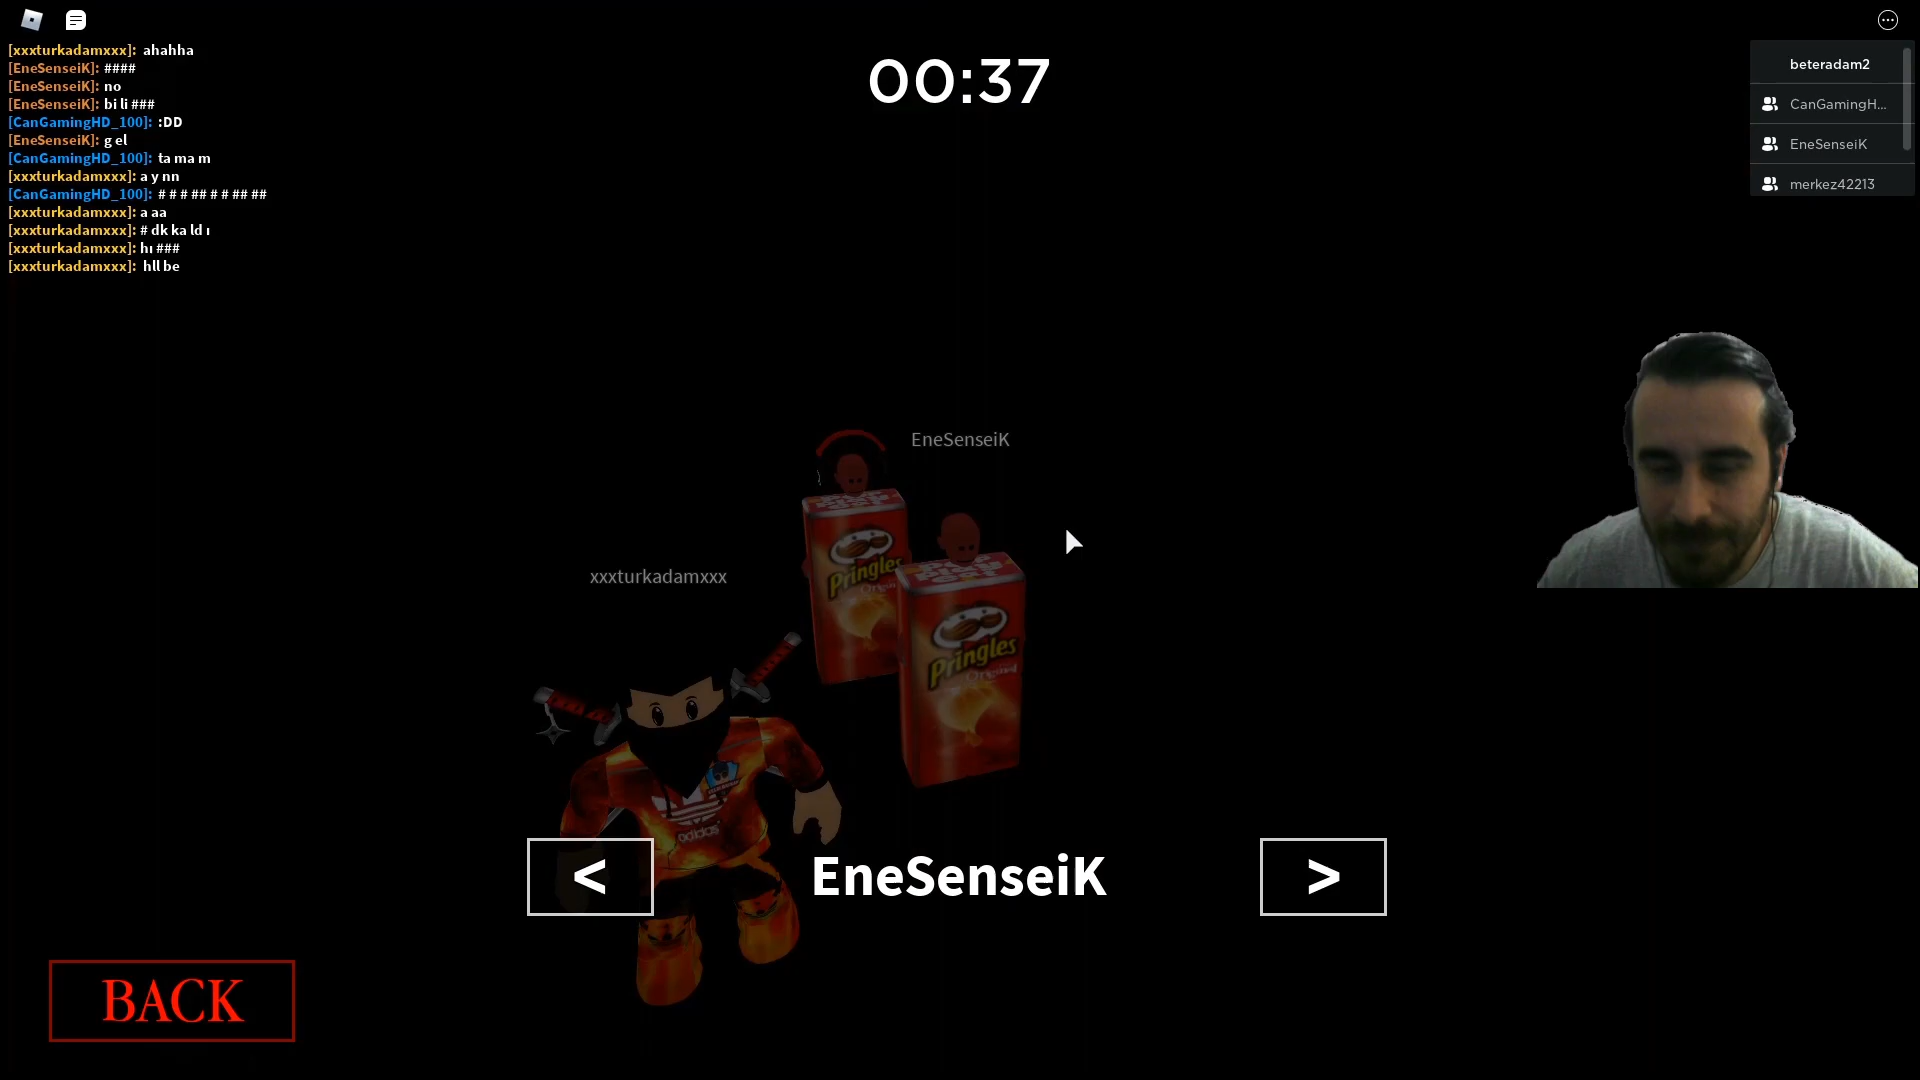 [xxxturkadamxxx]: ahahha
[EneSenseiK]: ####
[EneSenseiK]: no
[EneSenseiK]: bi li ###
[CanGamingHD_100]: :DD
[EneSenseiK]: g el
[CanGamingHD_100]: ta ma m
[xxxturkadamxxx]: a y nn
[CanGamingHD_100]: # # # ## # # ## ##
[xxxturkadamxxx]: a aa
[xxxturkadamxxx]: # dk ka ld ı
[xxxturkadamxxx]: hı ###
[xxxturkadamxxx]: hll be
00:37
beteradam2
CanGamingH...
EneSenseiK
merkez42213
EneSenseiK
xxxturkadamxxx
Pringles
Original
Pringles
Original
adidas
< EneSenseiK >
BACK